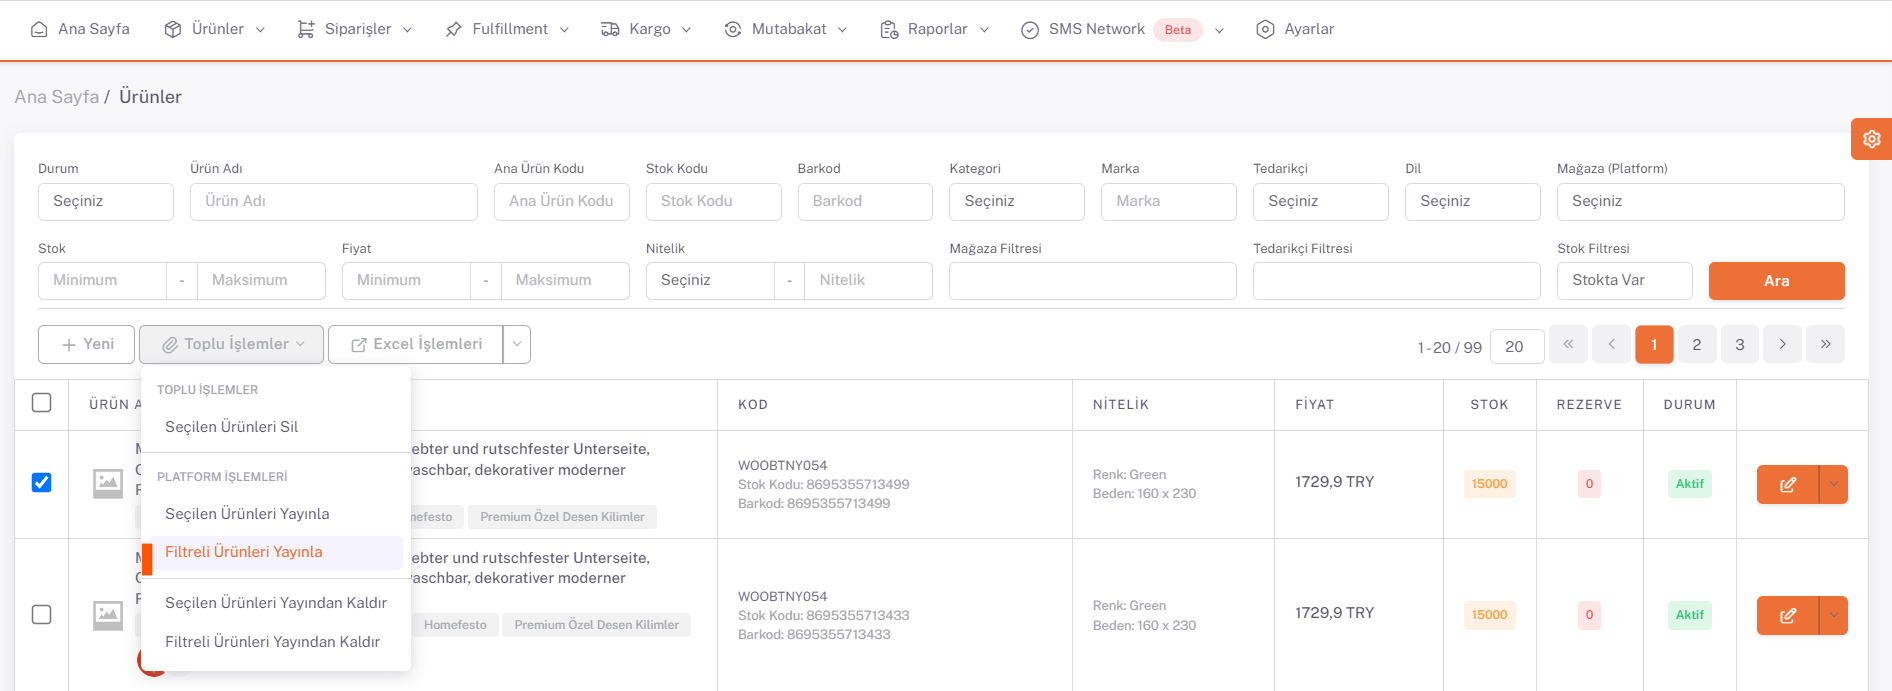 Ana Sayfa Ürünler Siparişler Fulfillment Kargo Mutabakat Raporlar SMS Network Beta Ayarlar
Ana Sayfa / Ürünler
Durum Ürün Adı Ana Ürün Kodu Stok Kodu Barkod Kategori Marka Tedarikçi Dil Mağaza (Platform)
Seçiniz Ürün Adı Ana Ürün Kodu Stok Kodu Barkod Seçiniz Marka Seçiniz Seçiniz Seçiniz
Stok Fiyat Nitelik Mağaza Filtresi Tedarikçi Filtresi Stok Filtresi
Minimum - Maksimum Minimum - Maksimum Seçiniz - Nitelik Stokta Var Ara
+ Yeni Toplu İşlemler Excel İşlemleri 1-20 / 99 20 « ‹ 1 2 3 › »
ÜRÜN A KOD NİTELİK FİYAT STOK REZERVE DURUM
TOPLU İŞLEMLER
Seçilen Ürünleri Sil
PLATFORM İŞLEMLERİ
Seçilen Ürünleri Yayınla
Filtreli Ürünleri Yayınla
Seçilen Ürünleri Yayından Kaldır
Filtreli Ürünleri Yayından Kaldır
ebter und rutschfester Unterseite,
vaschbar, dekorativer moderner
nefesto Premium Özel Desen Kilimler
WOOBTNY054
Stok Kodu: 8695355713499
Barkod: 8695355713499
Renk: Green
Beden: 160 x 230
1729,9 TRY 15000 0 Aktif
ebter und rutschfester Unterseite,
vaschbar, dekorativer moderner
Homefesto Premium Özel Desen Kilimler
WOOBTNY054
Stok Kodu: 8695355713433
Barkod: 8695355713433
Renk: Green
Beden: 160 x 230
1729,9 TRY 15000 0 Aktif